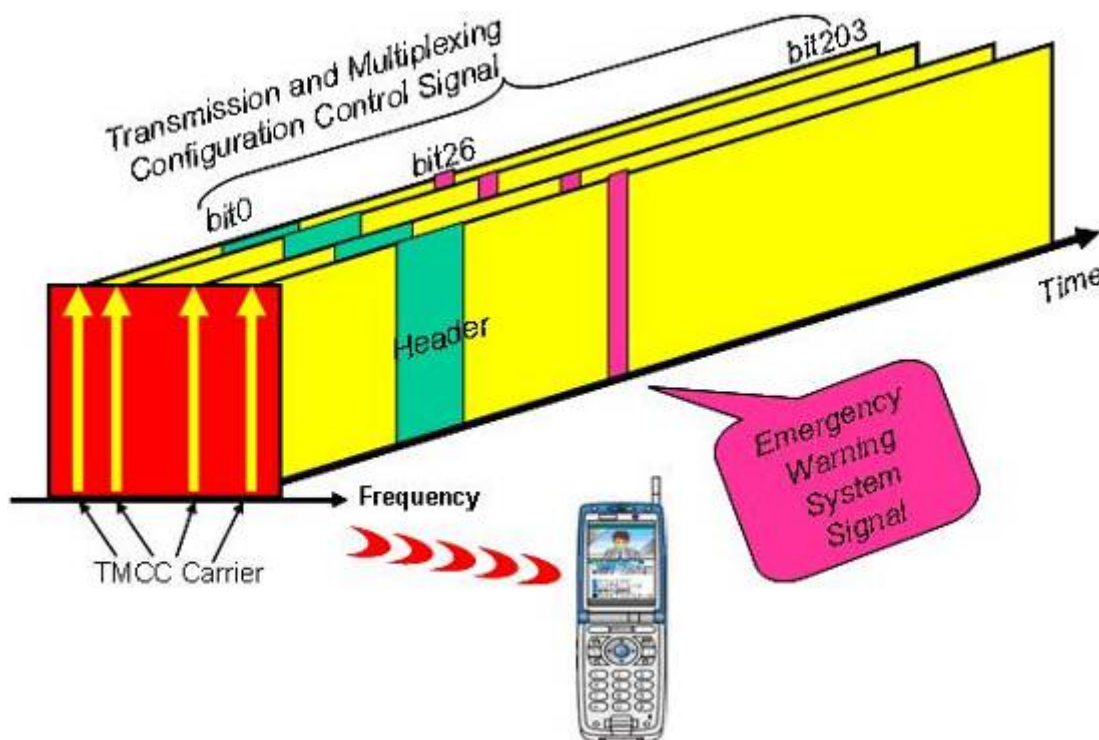 Transmission and Multiplexing
Configuration Control Signal
bit203
bit26
bit0
Header
Time
Emergency
Warning
System
Signal
Frequency
TMCC Carrier